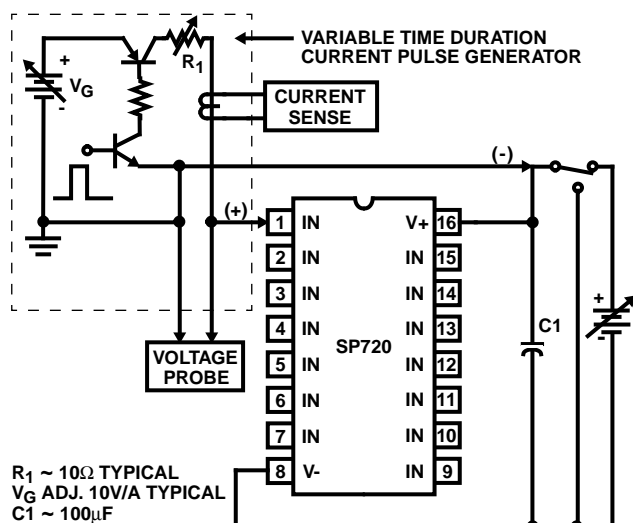 VARIABLE TIME DURATION
CURRENT PULSE GENERATOR
+
VG
-
R1
CURRENT
SENSE
(-)
(+)
1 IN V+ 16
2 IN IN 15
3 IN IN 14
4 IN IN 13
SP720
5 IN IN 12
6 IN IN 11
7 IN IN 10
8 V- IN 9
C1
+
-
VOLTAGE
PROBE
R1 ~ 10Ω TYPICAL
VG ADJ. 10V/A TYPICAL
C1 ~ 100μF